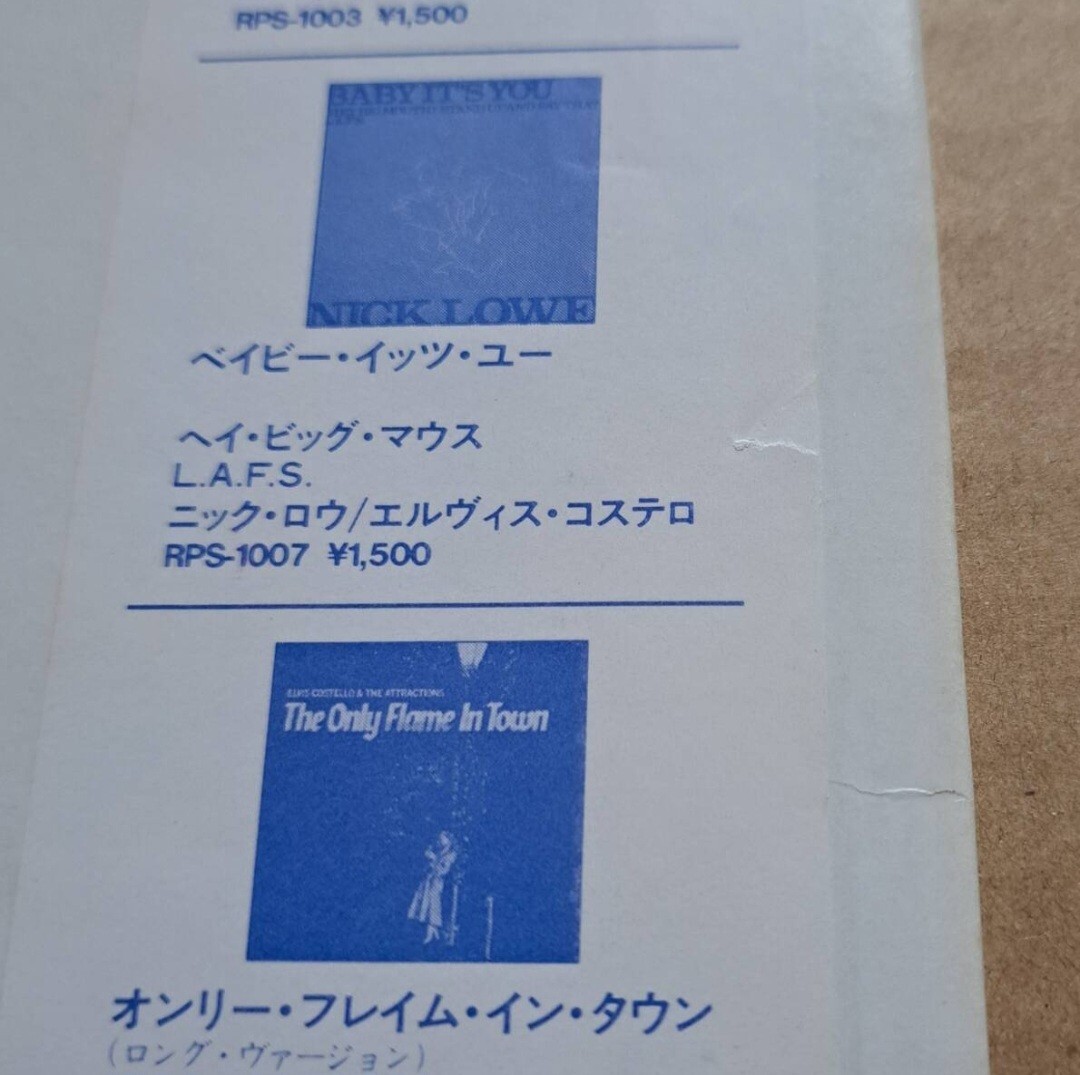 RPS-1003 ¥1,500
BABY IT'S YOU
NICK LOWE
ベイビー・イッツ・ユー
ヘイ・ビッグ・マウス
L.A.F.S.
ニック・ロウ/エルヴィス・コステロ
RPS-1007 ¥1,500
ELVIS COSTELLO & THE ATTRACTIONS
The Only Flame In Town
オンリー・フレイム・イン・タウン
(ロング・ヴァージョン)